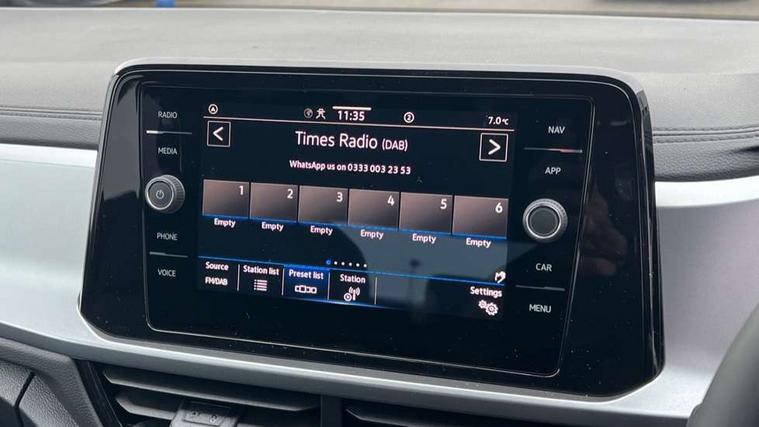 RADIO
MEDIA
PHONE
VOICE
A 11:35 2 7.0°C
< Times Radio (DAB) >
WhatsApp us on 0333 003 23 53
1 2 3 4 5 6
Empty Empty Empty Empty Empty Empty
Source Station list Preset list Station Settings
FM/DAB
NAV
APP
CAR
MENU